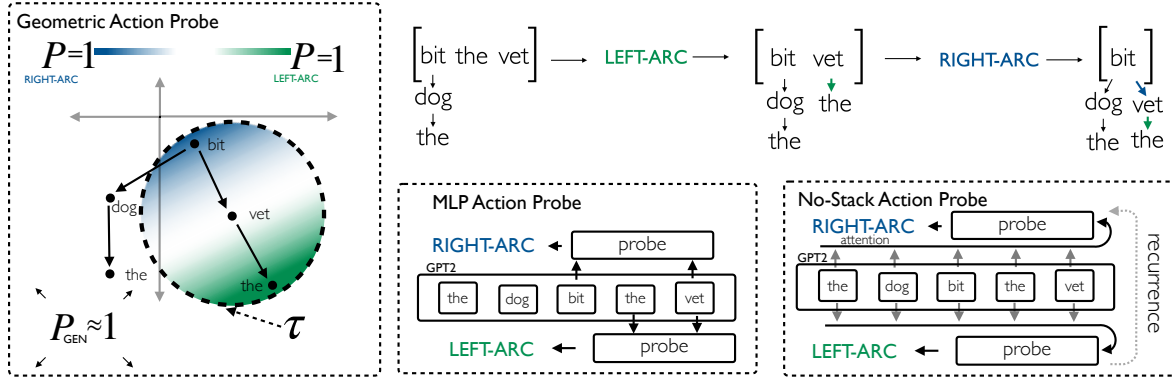 Geometric Action Probe
P=1 P=1
RIGHT-ARC LEFT-ARC
bit
dog
vet
the
the
P GEN ≈1
τ
[bit the vet] → LEFT-ARC → [bit vet] → RIGHT-ARC → [bit]
dog
the
dog the
the
dog vet
the the
MLP Action Probe
RIGHT-ARC
probe
GPT2
the dog bit the vet
LEFT-ARC
probe
No-Stack Action Probe
RIGHT-ARC
probe
attention
GPT2
the dog bit the vet
LEFT-ARC
probe
recurrence